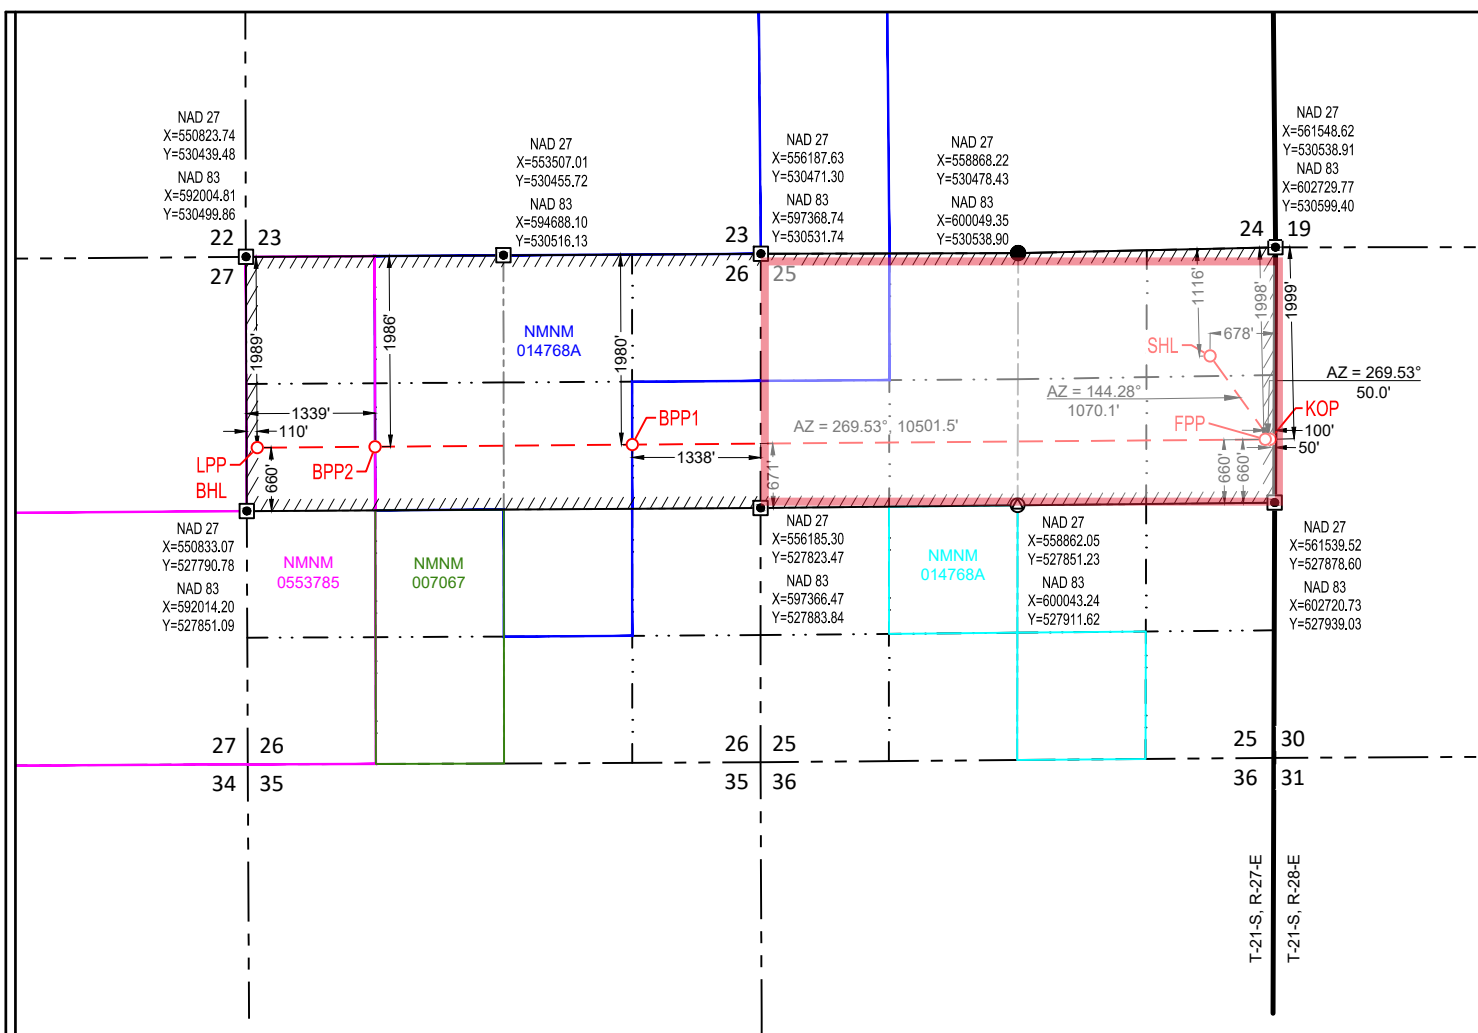 NAD 27
X=550823.74
Y=530439.48
NAD 83
X=592004.81
Y=530499.86
NAD 27
X=553507.01
Y=530455.72
NAD 83
X=594688.10
Y=530516.13
NAD 27
X=556187.63
Y=530471.30
NAD 83
X=597368.74
Y=530531.74
NAD 27
X=558868.22
Y=530478.43
NAD 83
X=600049.35
Y=530538.90
NAD 27
X=561548.62
Y=530538.91
NAD 83
X=602729.77
Y=530599.40
22 23
27
23
26 25
24 19
1989'
1986'
1980'
1116'
1998'
1999'
678'
NMNM
014768A
SHL
AZ = 144.28°
1070.1'
AZ = 269.53°
50.0'
1339'
110'
BPP1
KOP
FPP
100'
50'
AZ = 269.53°, 10501.5'
1338'
LPP
BHL
BPP2
660'
671'
660'
660'
NAD 27
X=550833.07
Y=527790.78
NAD 83
X=592014.20
Y=527851.09
NMNM
0553785
NMNM
007067
NAD 27
X=556185.30
Y=527823.47
NAD 83
X=597366.47
Y=527883.84
NMNM
014768A
NAD 27
X=558862.05
Y=527851.23
NAD 83
X=600043.24
Y=527911.62
NAD 27
X=561539.52
Y=527878.60
NAD 83
X=602720.73
Y=527939.03
27 26
34 35
26 25
35 36
25 30
36 31
T-21-S, R-27-E
T-21-S, R-28-E